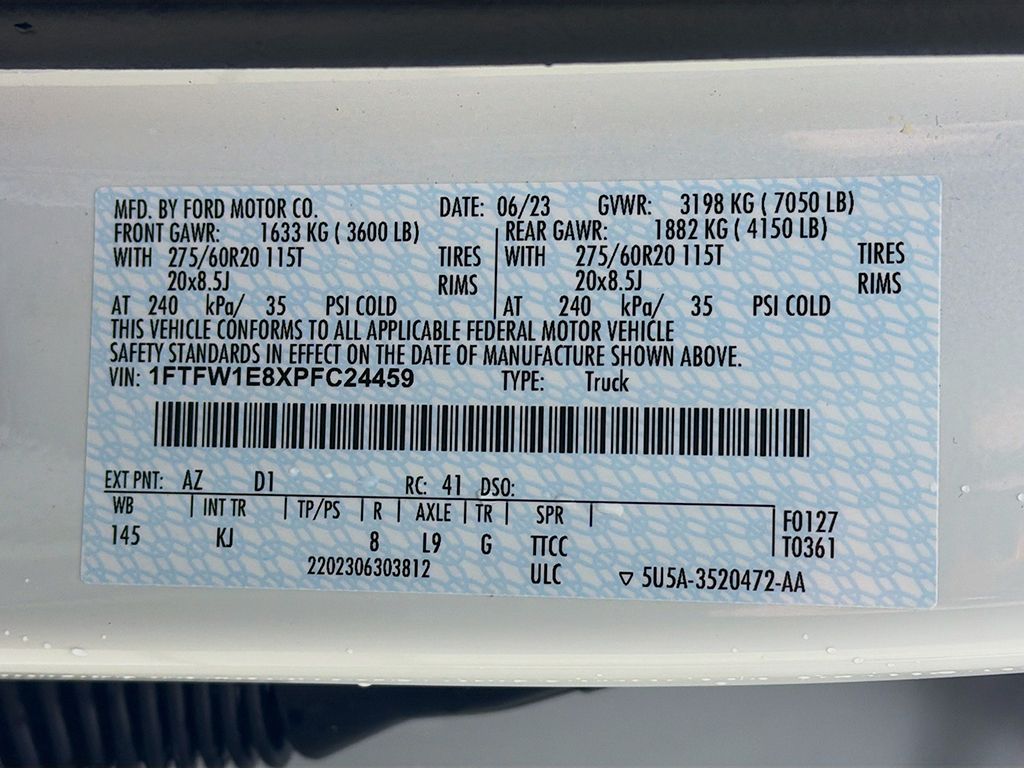 MFD. BY FORD MOTOR CO. DATE: 06/23 GVWR: 3198 KG ( 7050 LB)
FRONT GAWR: 1633 KG ( 3600 LB) REAR GAWR: 1882 KG ( 4150 LB)
WITH 275/60R20 115T TIRES WITH 275/60R20 115T TIRES
20x8.5J RIMS 20x8.5J RIMS
AT 240 kPa/ 35 PSI COLD AT 240 kPa/ 35 PSI COLD
THIS VEHICLE CONFORMS TO ALL APPLICABLE FEDERAL MOTOR VEHICLE
SAFETY STANDARDS IN EFFECT ON THE DATE OF MANUFACTURE SHOWN ABOVE.
VIN: 1FTFW1E8XPFC24459 TYPE: Truck
EXT PNT: AZ D1 RC: 41 DSO:
WB | INT TR | TP/PS | R | AXLE | TR | SPR | F0127
145 KJ 8 L9 G TTCC T0361
2202306303812 ULC ▽ 5U5A-3520472-AA